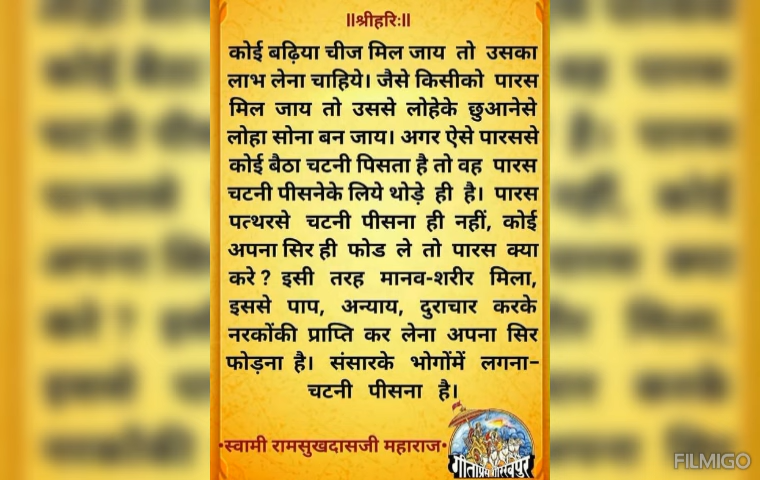 ॥श्रीहरिः॥
कोई बढ़िया चीज मिल जाय तो उसका
लाभ लेना चाहिये। जैसे किसीको पारस
मिल जाय तो उससे लोहेके छुआनेसे
लोहा सोना बन जाय। अगर ऐसे पारससे
कोई बैठा चटनी पिसता है तो वह पारस
चटनी पीसनेके लिये थोड़े ही है। पारस
पत्थरसे चटनी पीसना ही नहीं, कोई
अपना सिर ही फोड ले तो पारस क्या
करे ? इसी तरह मानव-शरीर मिला,
इससे पाप, अन्याय, दुराचार करके
नरकोंकी प्राप्ति कर लेना अपना सिर
फोड़ना है। संसारके भोगोंमें लगना–
चटनी पीसना है।
•स्वामी रामसुखदासजी महाराज•
गीताप्रेस गोरखपुर
FILMIGO